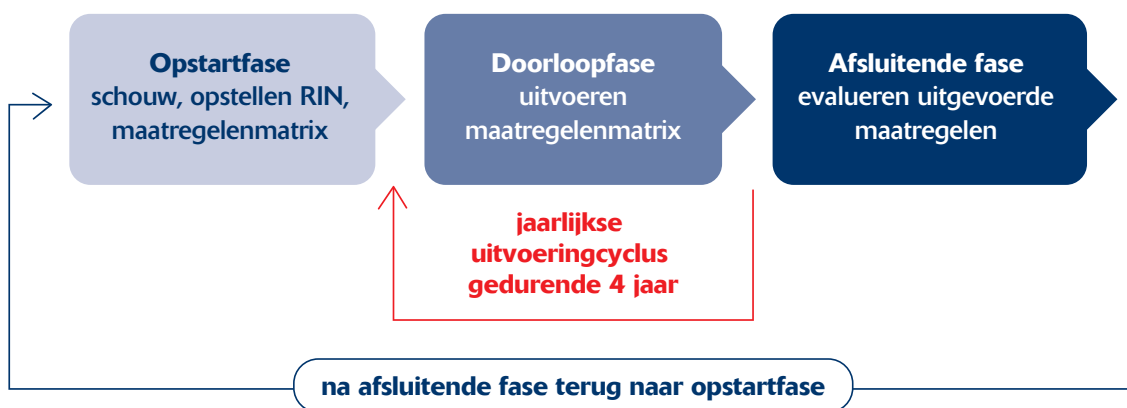 Opstartfase
schouw, opstellen RIN,
maatregelenmatrix
Doorloopfase
uitvoeren
maatregelenmatrix
Afsluitende fase
evalueren uitgevoerde
maatregelen
jaarlijkse
uitvoeringcyclus
gedurende 4 jaar
na afsluitende fase terug naar opstartfase